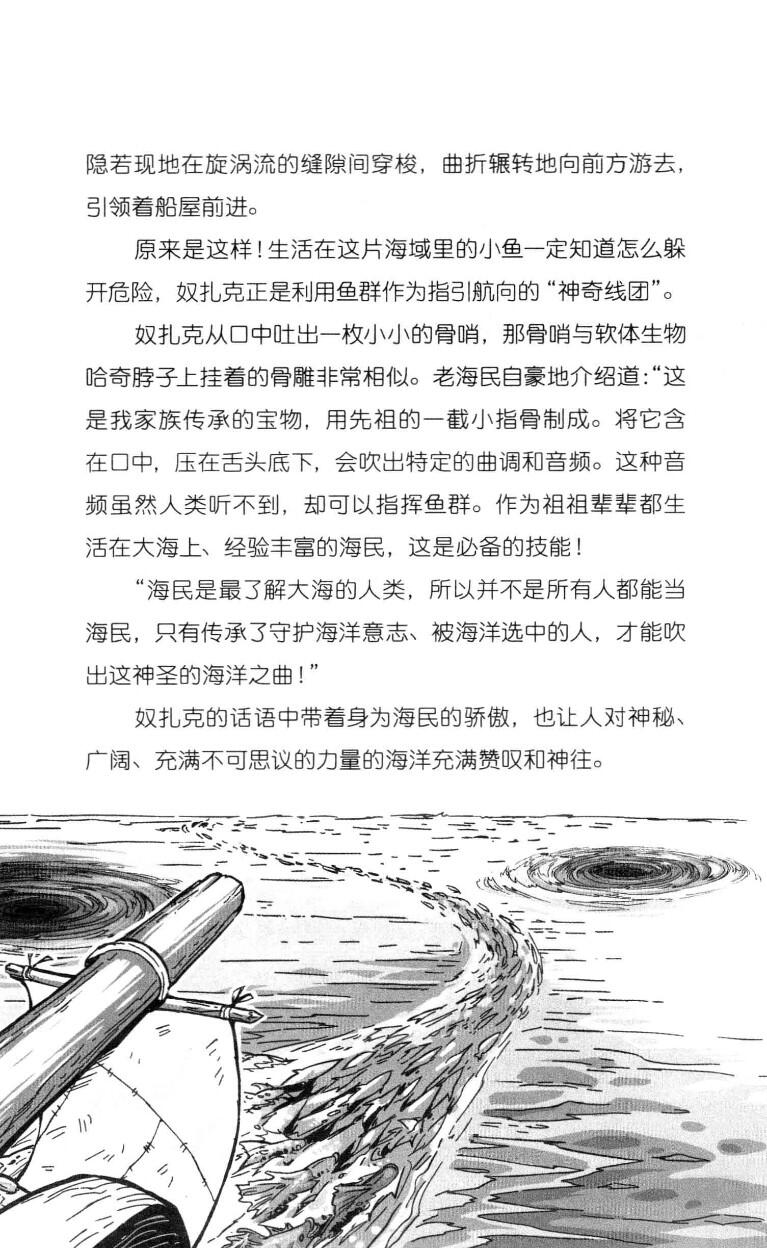 隐若现地在旋涡流的缝隙间穿梭，曲折辗转地向前方游去，
引领着船屋前进。
原来是这样！生活在这片海域里的小鱼一定知道怎么躲
开危险，奴扎克正是利用鱼群作为指引航向的“神奇线团”。
奴扎克从口中吐出一枚小小的骨哨，那骨哨与软体生物
哈奇脖子上挂着的骨雕非常相似。老海民自豪地介绍道：“这
是我家族传承的宝物，用先祖的一截小指骨制成。将它含
在口中，压在舌头底下，会吹出特定的曲调和音频。这种音
频虽然人类听不到，却可以指挥鱼群。作为祖祖辈辈都生
活在大海上、经验丰富的海民，这是必备的技能！
“海民是最了解大海的人类，所以并不是所有人都能当
海民，只有传承了守护海洋意志、被海洋选中的人，才能吹
出这神圣的海洋之曲！”
奴扎克的话语中带着身为海民的骄傲，也让人对神秘、
广阔、充满不可思议的力量的海洋充满赞叹和神往。